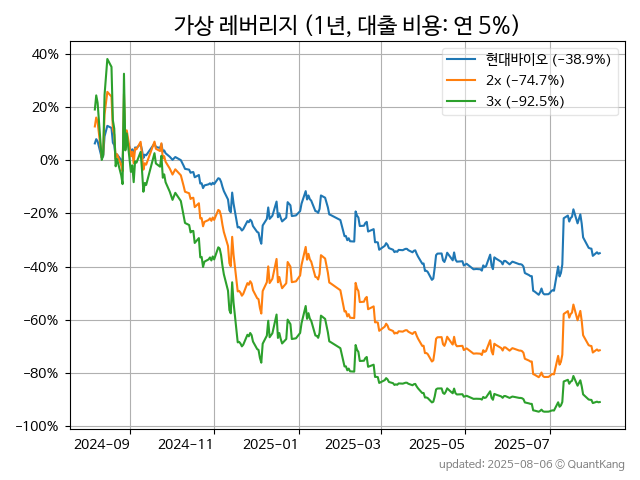 가상 레버리지 (1년, 대출 비용: 연 5%)
현대바이오 (−38.9%)
2x (−74.7%)
3x (−92.5%)
40%
20%
0%
−20%
−40%
−60%
−80%
−100%
2024-09 2024-11 2025-01 2025-03 2025-05 2025-07
updated: 2025-08-06 © QuantKang